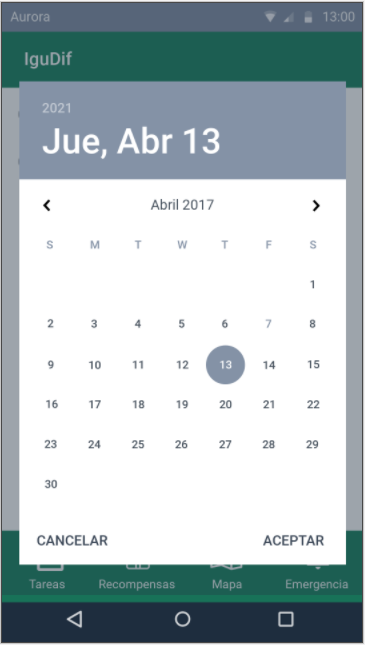 Aurora 13:00
IguDif
2021
Jue, Abr 13
Abril 2017
S M T W T F S
1
2 3 4 5 6 7 8
9 10 11 12 13 14 15
16 17 18 19 20 21 22
23 24 25 26 27 28 29
30
CANCELAR ACEPTAR
Tareas Recompensas Mapa Emergencia